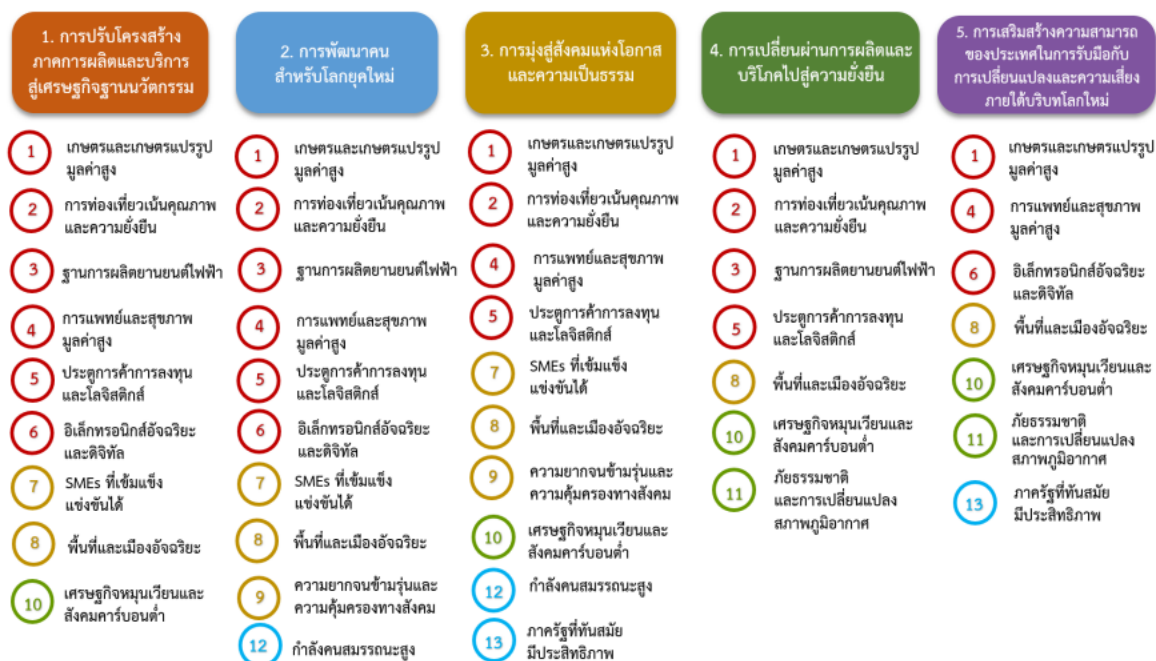 1. การปรับโครงสร้าง
ภาคการผลิตและบริการ
สู่เศรษฐกิจฐานนวัตกรรม
1
เกษตรและเกษตรแปรรูป
มูลค่าสูง
2
การท่องเที่ยวเน้นคุณภาพ
และความยั่งยืน
3
ฐานการผลิตยานยนต์ไฟฟ้า
4
การแพทย์และสุขภาพ
มูลค่าสูง
5
ประตูการค้าการลงทุน
และโลจิสติกส์
6
อิเล็กทรอนิกส์อัจฉริยะ
และดิจิทัล
7
SMEs ที่เข้มแข็ง
แข่งขันได้
8
พื้นที่และเมืองอัจฉริยะ
10
เศรษฐกิจหมุนเวียนและ
สังคมคาร์บอนต่ำ
2. การพัฒนาคน
สำหรับโลกยุคใหม่
1
เกษตรและเกษตรแปรรูป
มูลค่าสูง
2
การท่องเที่ยวเน้นคุณภาพ
และความยั่งยืน
3
ฐานการผลิตยานยนต์ไฟฟ้า
4
การแพทย์และสุขภาพ
มูลค่าสูง
5
ประตูการค้าการลงทุน
และโลจิสติกส์
6
อิเล็กทรอนิกส์อัจฉริยะ
และดิจิทัล
7
SMEs ที่เข้มแข็ง
แข่งขันได้
8
พื้นที่และเมืองอัจฉริยะ
9
ความยากจนข้ามรุ่นและ
ความคุ้มครองทางสังคม
12
กำลังคนสมรรถนะสูง
3. การมุ่งสู่สังคมแห่งโอกาส
และความเป็นธรรม
1
เกษตรและเกษตรแปรรูป
มูลค่าสูง
2
การท่องเที่ยวเน้นคุณภาพ
และความยั่งยืน
4
การแพทย์และสุขภาพ
มูลค่าสูง
5
ประตูการค้าการลงทุน
และโลจิสติกส์
7
SMEs ที่เข้มแข็ง
แข่งขันได้
8
พื้นที่และเมืองอัจฉริยะ
9
ความยากจนข้ามรุ่นและ
ความคุ้มครองทางสังคม
10
เศรษฐกิจหมุนเวียนและ
สังคมคาร์บอนต่ำ
12
กำลังคนสมรรถนะสูง
13
ภาครัฐที่ทันสมัย
มีประสิทธิภาพ
4. การเปลี่ยนผ่านการผลิตและ
บริโภคไปสู่ความยั่งยืน
1
เกษตรและเกษตรแปรรูป
มูลค่าสูง
2
การท่องเที่ยวเน้นคุณภาพ
และความยั่งยืน
3
ฐานการผลิตยานยนต์ไฟฟ้า
5
ประตูการค้าการลงทุน
และโลจิสติกส์
8
พื้นที่และเมืองอัจฉริยะ
10
เศรษฐกิจหมุนเวียนและ
สังคมคาร์บอนต่ำ
11
ภัยธรรมชาติ
และการเปลี่ยนแปลง
สภาพภูมิอากาศ
5. การเสริมสร้างความสามารถ
ของประเทศในการรับมือกับ
การเปลี่ยนแปลงและความเสี่ยง
ภายใต้บริบทโลกใหม่
1
เกษตรและเกษตรแปรรูป
มูลค่าสูง
4
การแพทย์และสุขภาพ
มูลค่าสูง
6
อิเล็กทรอนิกส์อัจฉริยะ
และดิจิทัล
8
พื้นที่และเมืองอัจฉริยะ
10
เศรษฐกิจหมุนเวียนและ
สังคมคาร์บอนต่ำ
11
ภัยธรรมชาติ
และการเปลี่ยนแปลง
สภาพภูมิอากาศ
13
ภาครัฐที่ทันสมัย
มีประสิทธิภาพ